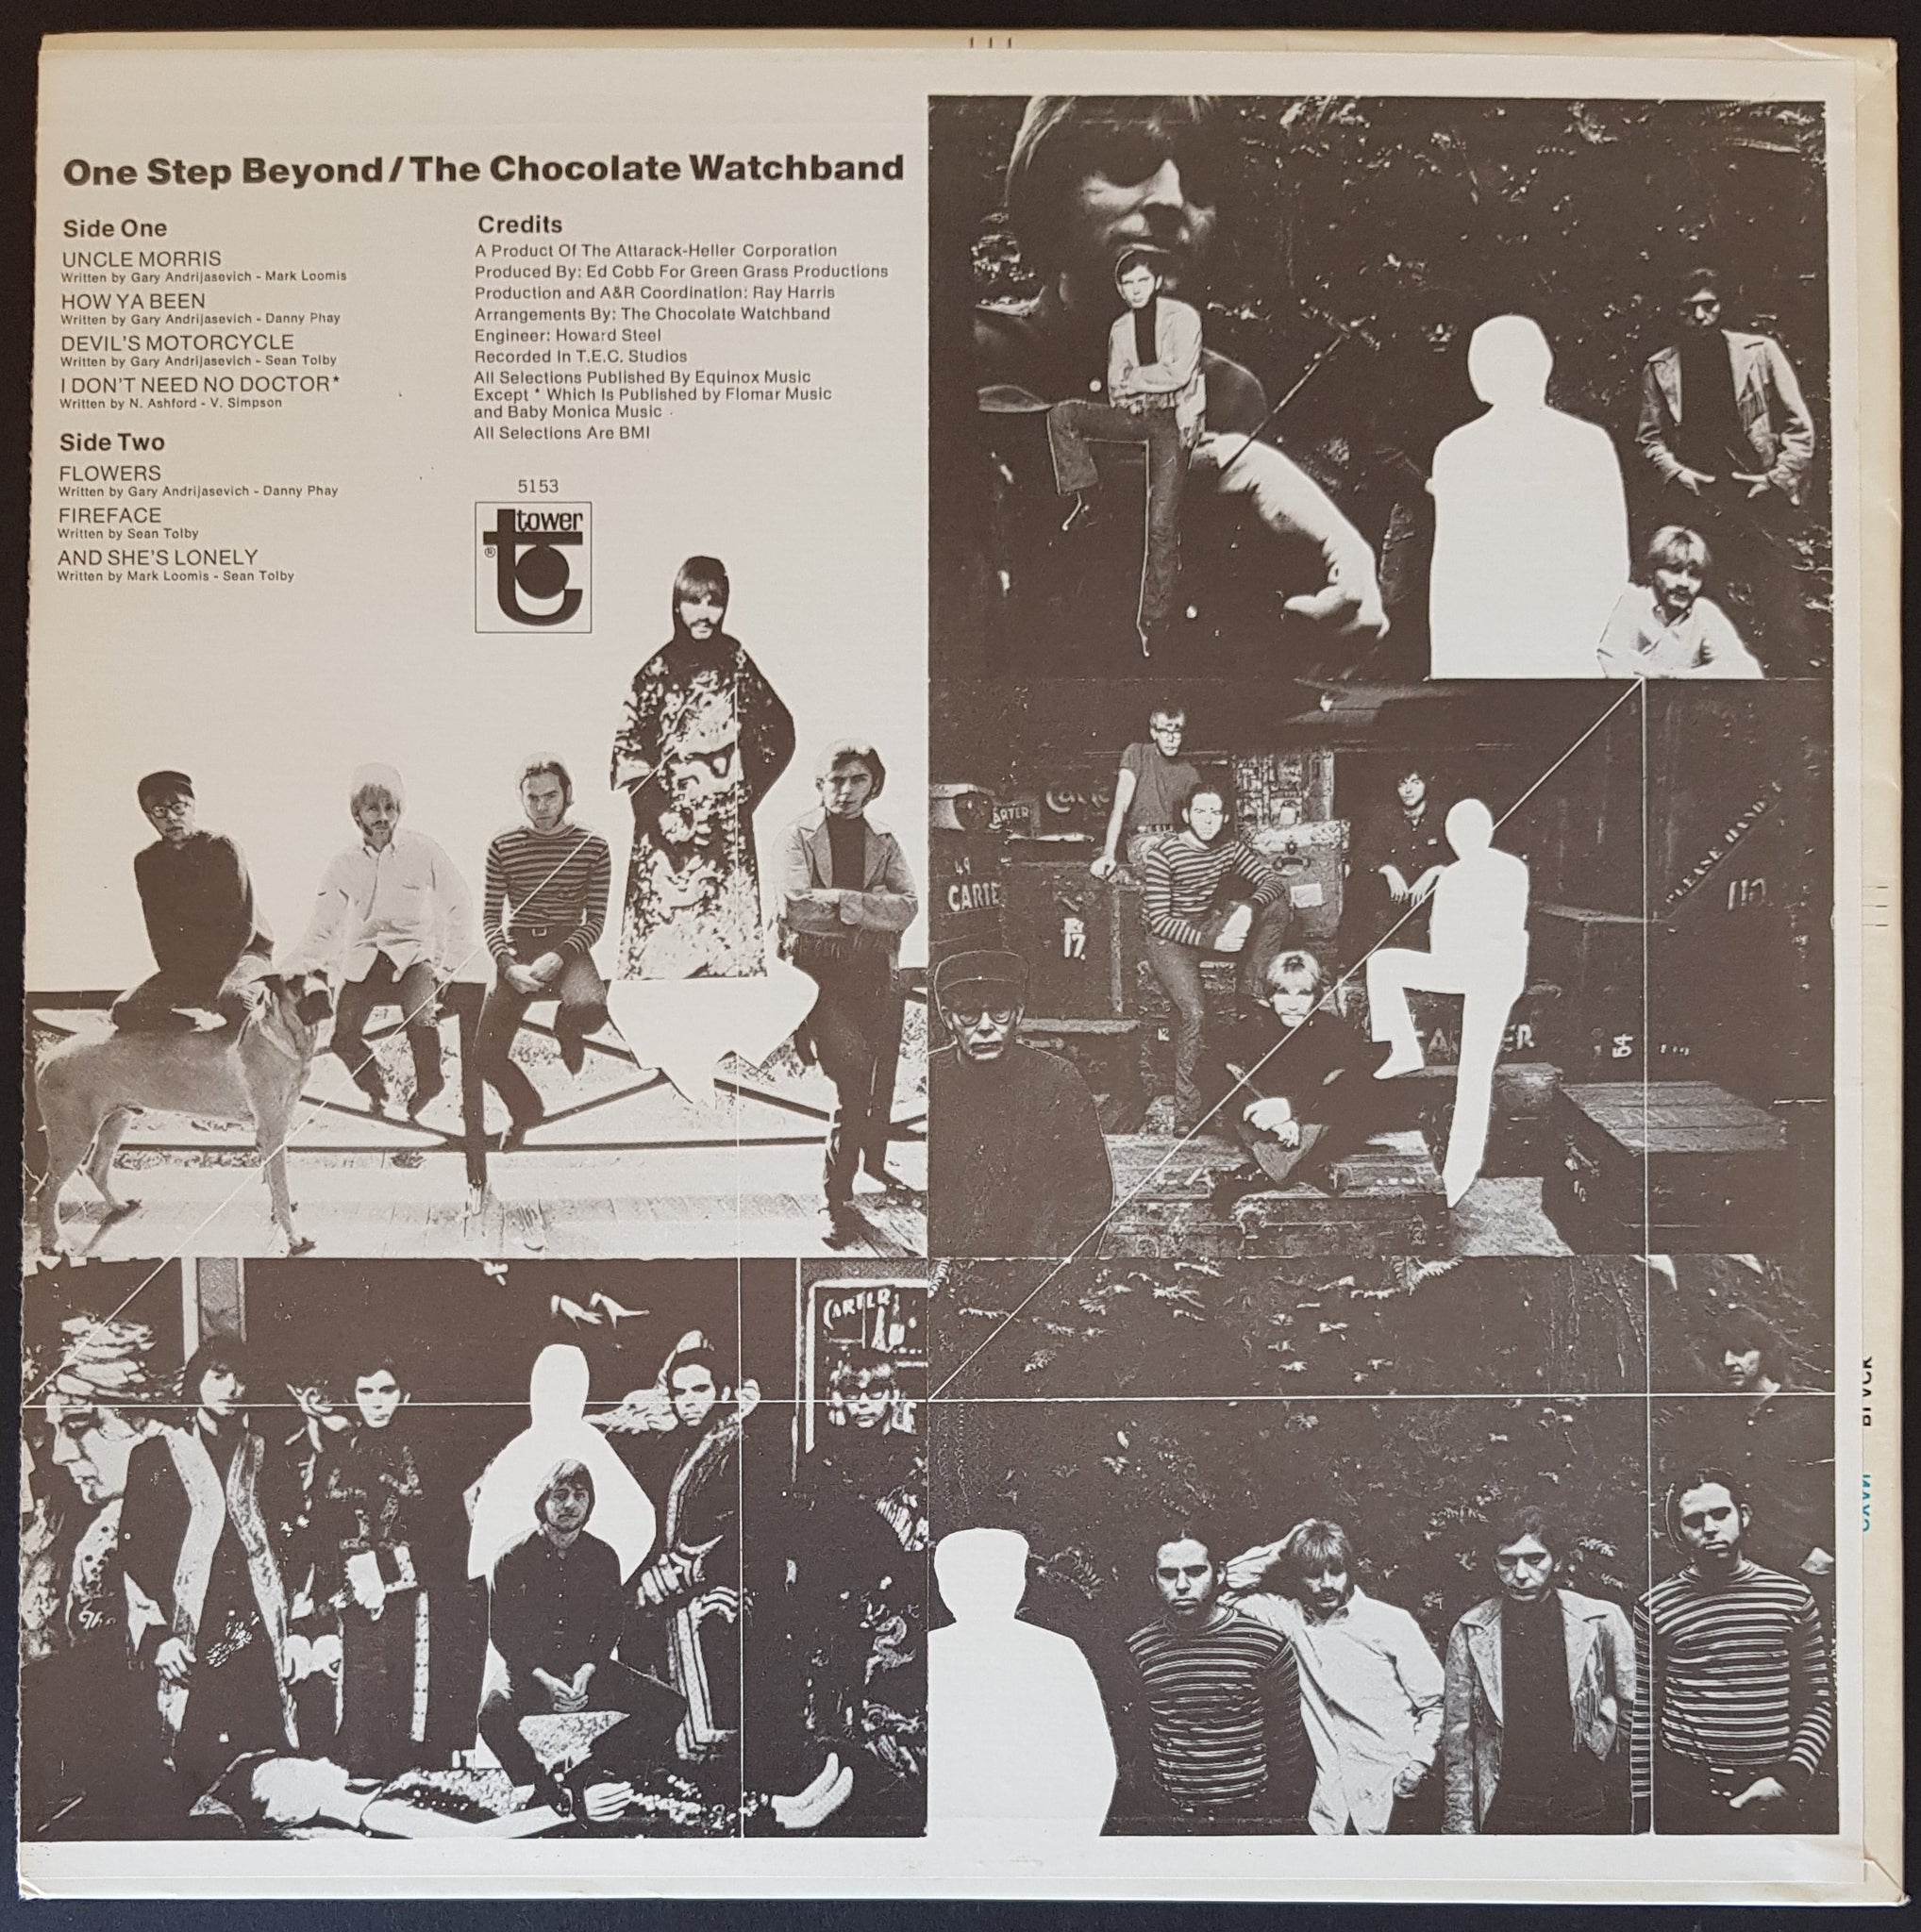 One Step Beyond/The Chocolate Watchband
Side One
UNCLE MORRIS
Written by Gary Andrijasevich - Mark Loomis
HOW YA BEEN
Written by Gary Andrijasevich - Danny Phay
DEVIL'S MOTORCYCLE
Written by Gary Andrijasevich - Sean Tolby
I DON'T NEED NO DOCTOR*
Written by N. Ashford - V. Simpson
Side Two
FLOWERS
Written by Gary Andrijasevich - Danny Phay
FIREFACE
Written by Sean Tolby
AND SHE'S LONELY
Written by Mark Loomis - Sean Tolby
Credits
A Product Of The Attarack-Heller Corporation
Produced By: Ed Cobb For Green Grass Productions
Production and A&R Coordination: Ray Harris
Arrangements By: The Chocolate Watchband
Engineer: Howard Steel
Recorded In T.E.C. Studios
All Selections Published By Equinox Music
Except * Which Is Published by Flomar Music
and Baby Monica Music
All Selections Are BMI
5153
tower
®
ARTER
49
CARTE
17.
54
CARTER